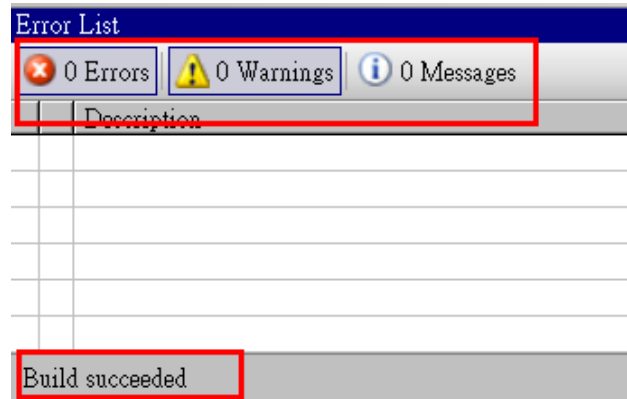 Error List
0 Errors 0 Warnings 0 Messages
Description
Build succeeded